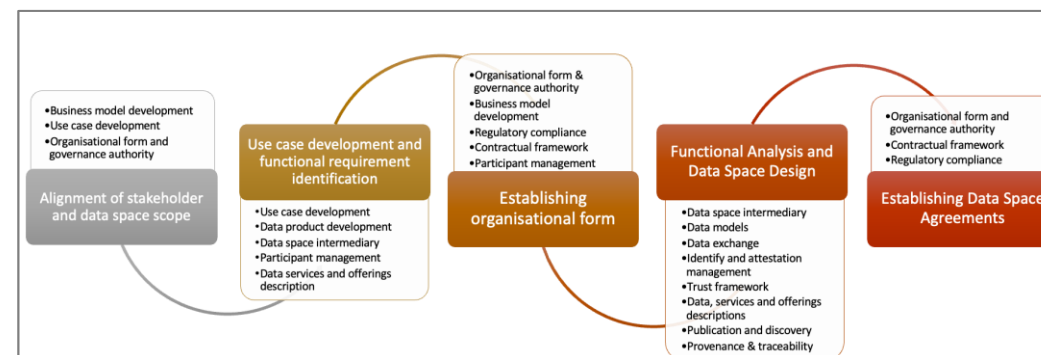 •Business model development
•Use case development
•Organisational form and
governance authority
Alignment of stakeholder
and data space scope
Use case development and
functional requirement
identification
•Use case development
•Data product development
•Data space intermediary
•Participant management
•Data services and offerings
description
•Organisational form &
governance authority
•Business model
development
•Regulatory compliance
•Contractual framework
•Participant management
Establishing
organisational form
Functional Analysis and
Data Space Design
•Data space intermediary
•Data models
•Data exchange
•Identify and attestation
management
•Trust framework
•Data, services and offerings
descriptions
•Publication and discovery
•Provenance & traceability
•Organisational form and
governance authority
•Contractual framework
•Regulatory compliance
Establishing Data Space
Agreements